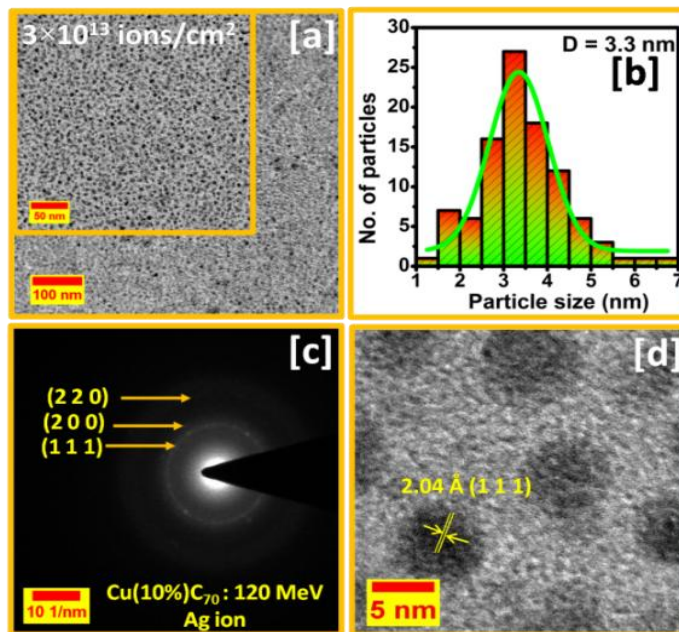 3×10¹³ ions/cm²
[a]
50 nm
100 nm
D = 3.3 nm
[b]
No. of particles
30
25
20
15
10
5
0
1 2 3 4 5 6 7
Particle size (nm)
[c]
(2 2 0)
(2 0 0)
(1 1 1)
Cu(10%)C₇₀ : 120 MeV
Ag ion
10 1/nm
[d]
2.04 Å (1 1 1)
5 nm